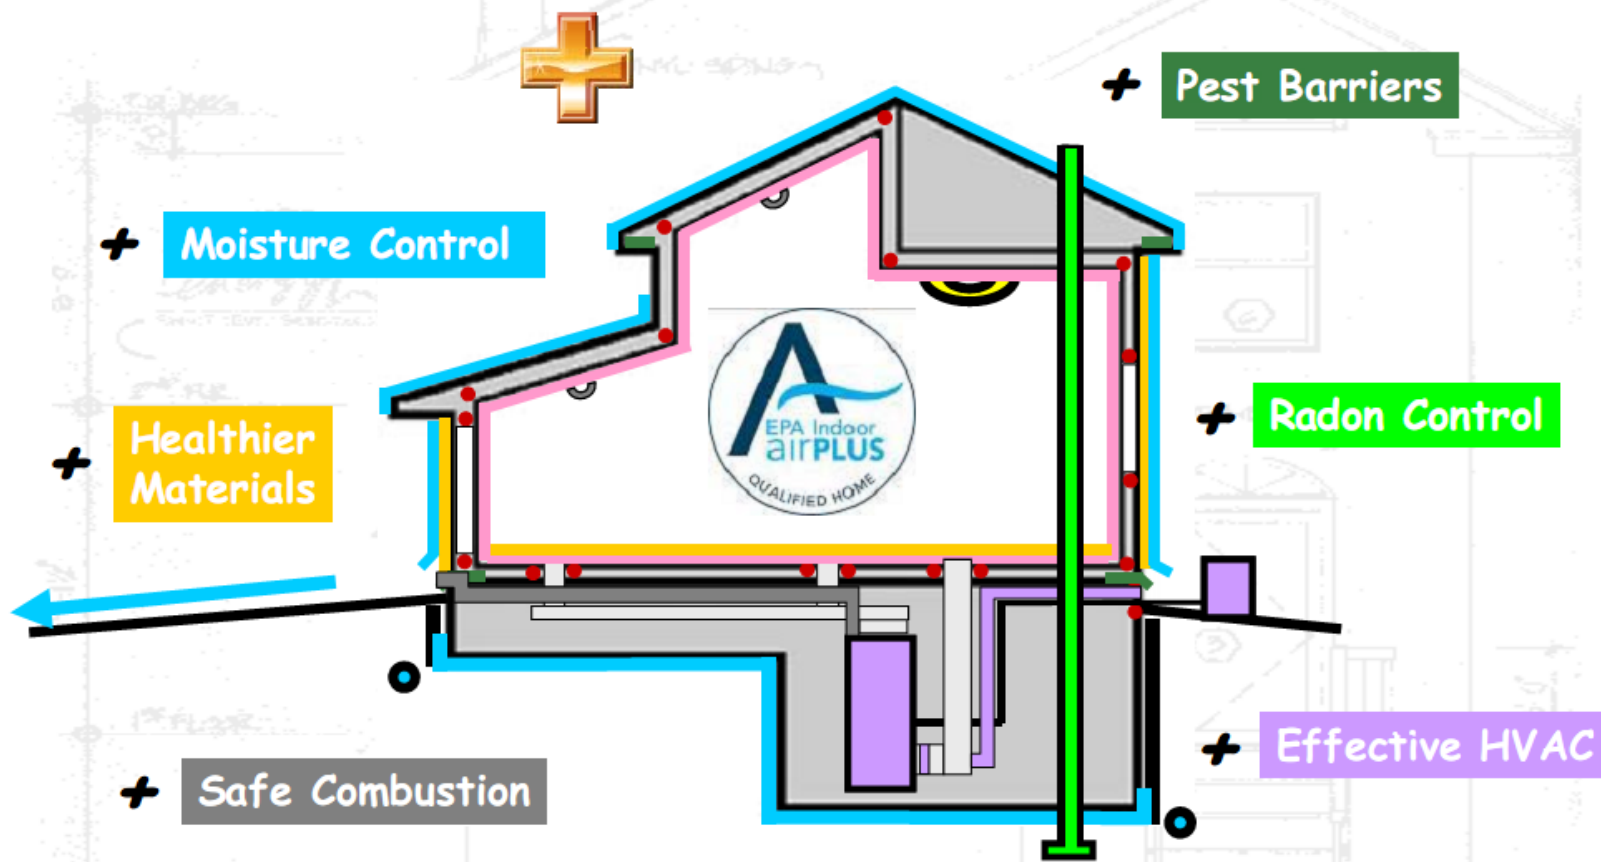 + Pest Barriers
+ Moisture Control
EPA Indoor
airPLUS
QUALIFIED HOME
+ Healthier
Materials
+ Radon Control
+ Effective HVAC
+ Safe Combustion